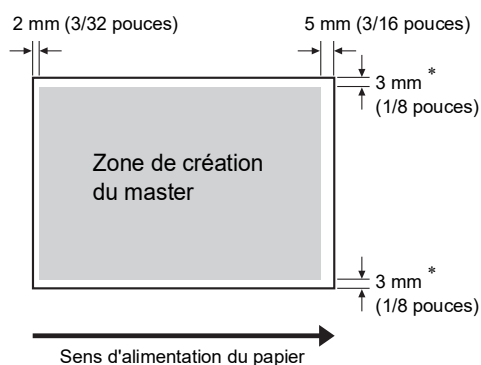 2 mm (3/32 pouces)
5 mm (3/16 pouces)
3 mm *
(1/8 pouces)
Zone de création
du master
3 mm *
(1/8 pouces)
Sens d'alimentation du papier